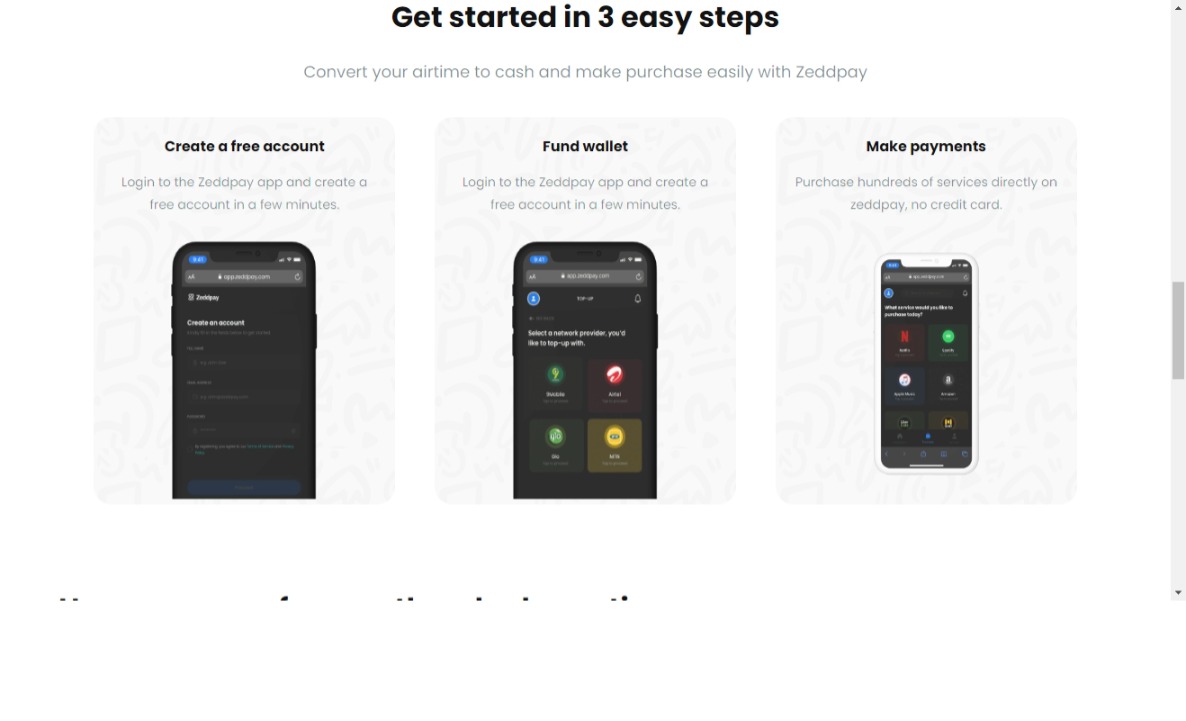 Get started in 3 easy steps
Convert your airtime to cash and make purchase easily with Zeddpay
Create a free account
Login to the Zeddpay app and create a
free account in a few minutes.
9:41
AA app.zeddpay.com
Zeddpay
Create an account
Fund wallet
Login to the Zeddpay app and create a
free account in a few minutes.
9:41
AA app.zeddpay.com
TOP-UP
Select a network provider, you'd
like to top-up with.
9mobile
Airtel
Glo
MTN
Make payments
Purchase hundreds of services directly on
zeddpay, no credit card.
app.zeddpay.com
What service would you like to
purchase today?
Netflix
Spotify
Apple Music
Amazon